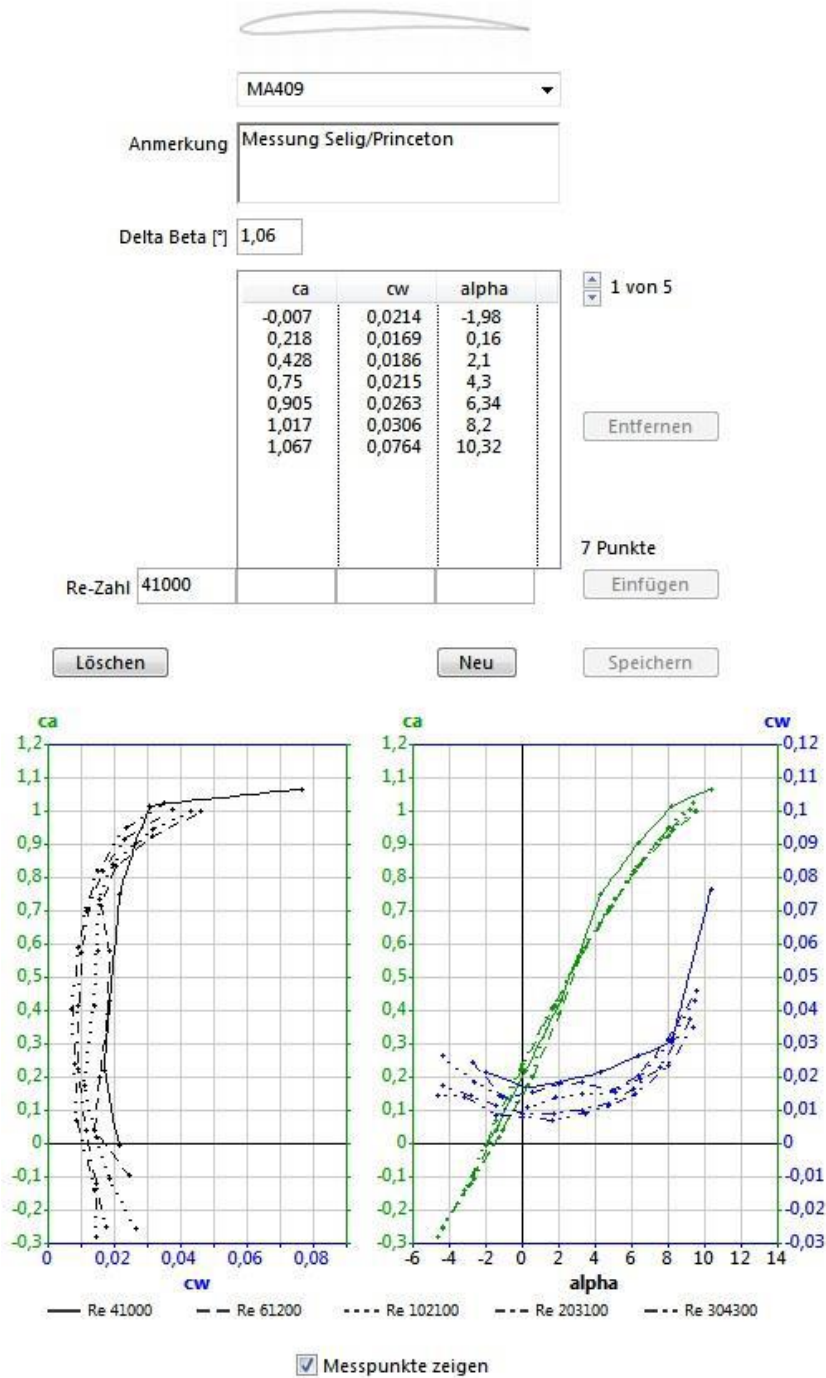 MA409
Anmerkung Messung Selig/Princeton
Delta Beta [°] 1,06
ca cw alpha
1 von 5
-0,007 0,0214 -1,98
0,218 0,0169 0,16
0,428 0,0186 2,1
0,75 0,0215 4,3
0,905 0,0263 6,34
1,017 0,0306 8,2
1,067 0,0764 10,32
Entfernen
7 Punkte
Re-Zahl 41000
Einfügen
Löschen Neu Speichern
ca
1,2
1,1
1
0,9
0,8
0,7
0,6
0,5
0,4
0,3
0,2
0,1
0
-0,1
-0,2
-0,3
0 0,02 0,04 0,06 0,08
cw
ca cw
1,2 0,12
1,1 0,11
1 0,1
0,9 0,09
0,8 0,08
0,7 0,07
0,6 0,06
0,5 0,05
0,4 0,04
0,3 0,03
0,2 0,02
0,1 0,01
0 0
-0,1 -0,01
-0,2 -0,02
-0,3 -0,03
-6 -4 -2 0 2 4 6 8 10 12 14
alpha
Re 41000 Re 61200 Re 102100 Re 203100 Re 304300
Messpunkte zeigen